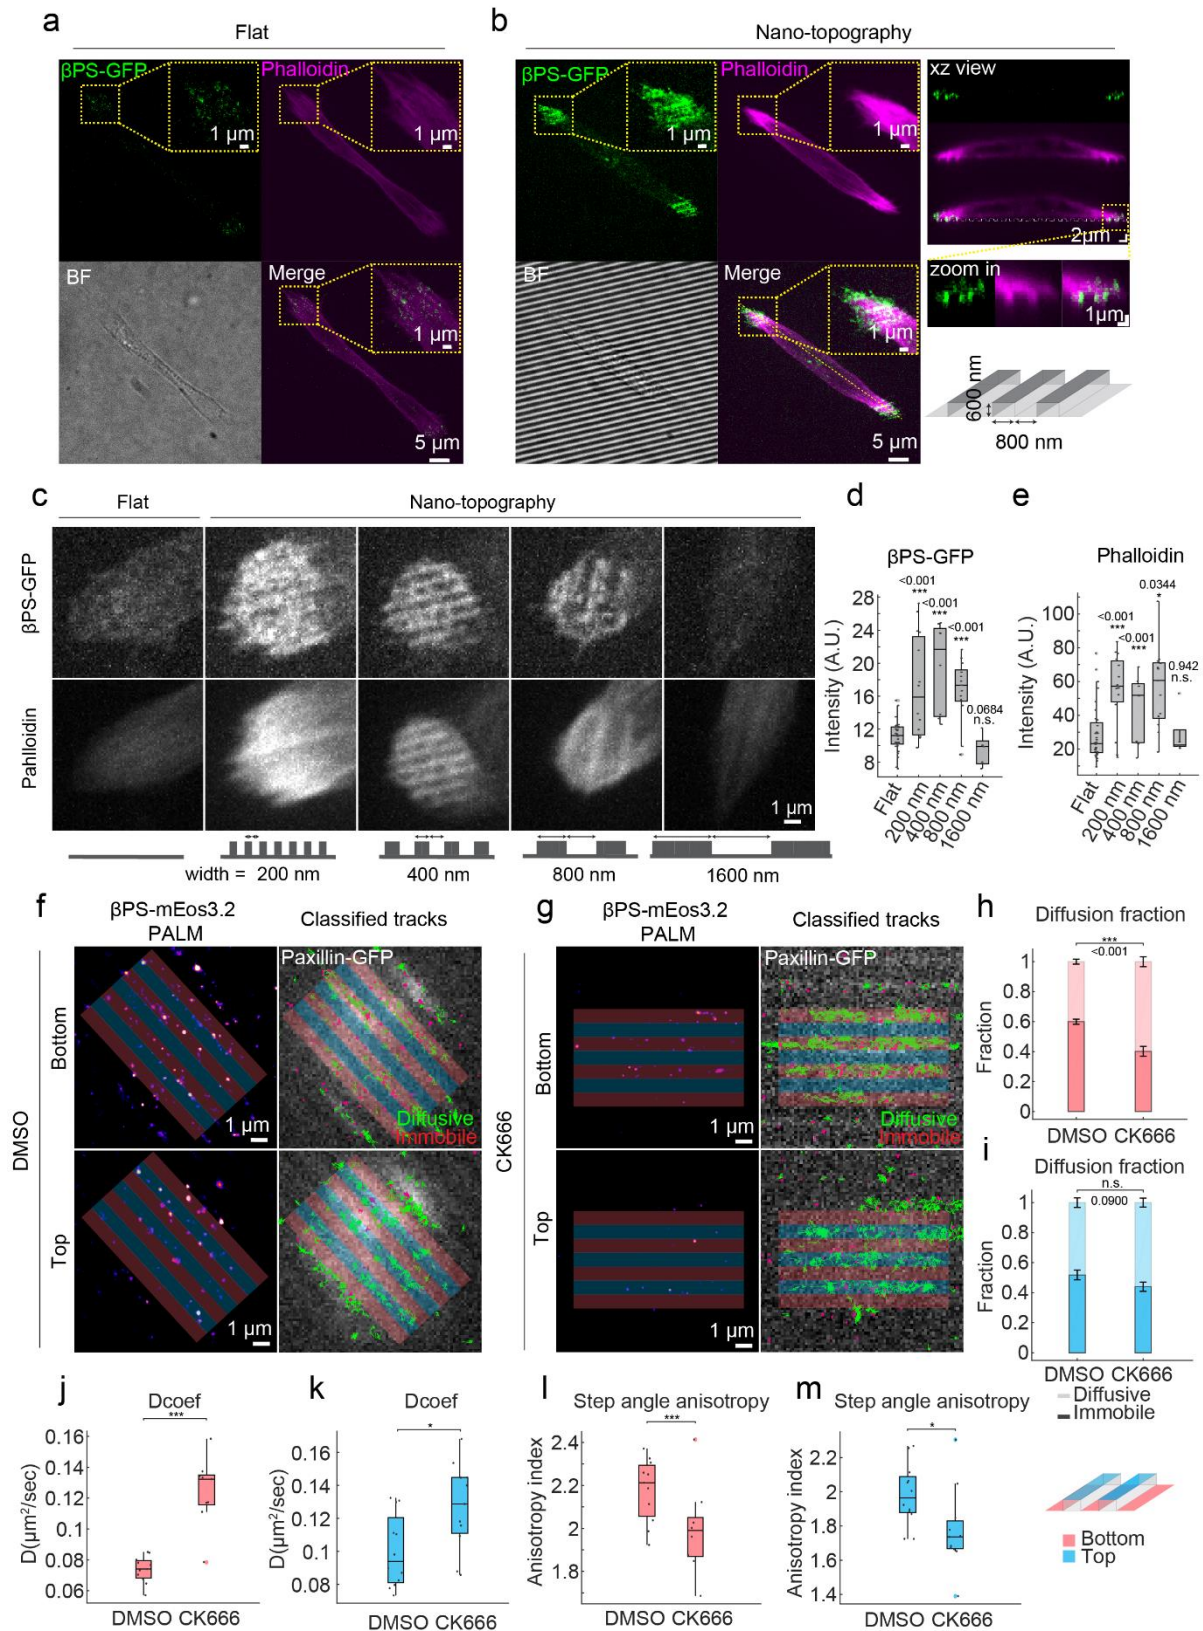 a
Flat
βPS-GFP
Phalloidin
1 µm
1 µm
BF
Merge
1 µm
5 µm
b
Nano-topography
βPS-GFP
Phalloidin
xz view
1 µm
1 µm
2µm
BF
Merge
zoom in
1 µm
1µm
5 µm
600 nm
800 nm
c
Flat
Nano-topography
βPS-GFP
Pahlloidin
1 µm
width = 200 nm
400 nm
800 nm
1600 nm
d
βPS-GFP
Intensity (A.U.)
28
24
20
16
12
8
<0.001
***
<0.001
***
<0.001
***
0.0684
n.s.
Flat
200 nm
400 nm
800 nm
1600 nm
e
Phalloidin
Intensity (A.U.)
100
80
60
40
20
<0.001
***
<0.001
***
0.0344
*
0.942
n.s.
Flat
200 nm
400 nm
800 nm
1600 nm
f
βPS-mEos3.2
PALM
Classified tracks
Paxillin-GFP
DMSO
Bottom
1 µm
Diffusive
Immobile
1 µm
Top
1 µm
1 µm
g
βPS-mEos3.2
PALM
Classified tracks
Paxillin-GFP
CK666
Bottom
1 µm
Diffusive
Immobile
1 µm
Top
1 µm
1 µm
h
Diffusion fraction
***
<0.001
Fraction
1
0.8
0.6
0.4
0.2
0
DMSO CK666
i
Diffusion fraction
n.s.
0.0900
Fraction
1
0.8
0.6
0.4
0.2
0
DMSO CK666
Diffusive
Immobile
j
Dcoef
***
D(µm²/sec)
0.16
0.14
0.12
0.1
0.08
0.06
DMSO CK666
k
Dcoef
*
D(µm²/sec)
0.16
0.14
0.12
0.1
0.08
DMSO CK666
l
Step angle anisotropy
***
Anisotropy index
2.4
2.2
2
1.8
DMSO CK666
m
Step angle anisotropy
*
Anisotropy index
2.2
2
1.8
1.6
1.4
DMSO CK666
Bottom
Top